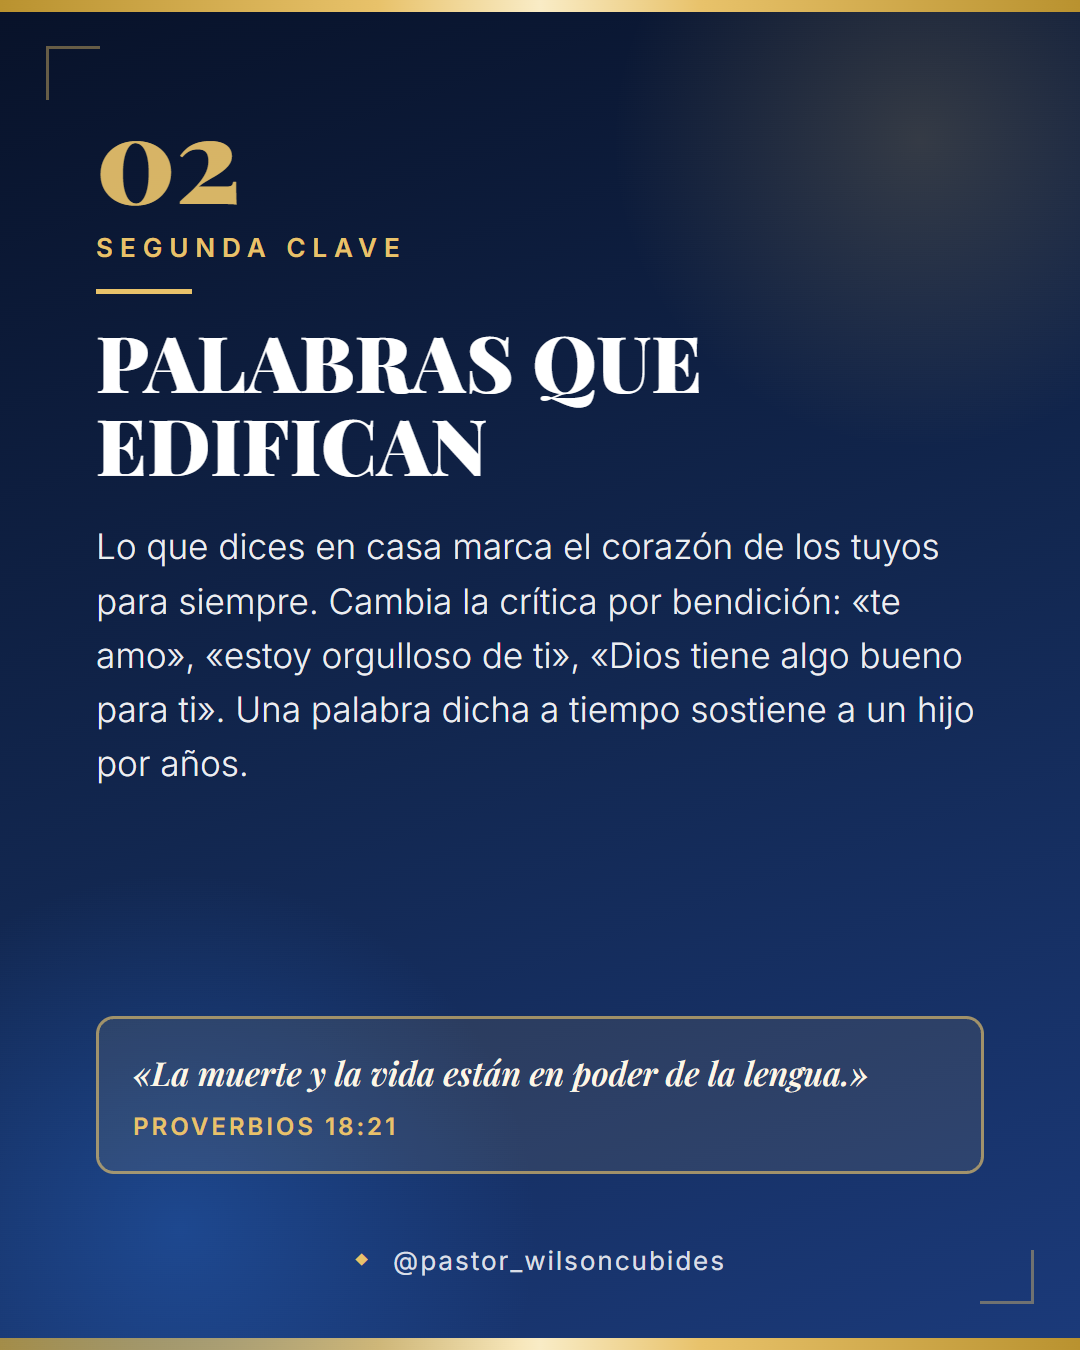 02
SEGUNDA CLAVE
PALABRAS QUE
EDIFICAN
Lo que dices en casa marca el corazón de los tuyos
para siempre. Cambia la crítica por bendición: «te
amo», «estoy orgulloso de ti», «Dios tiene algo bueno
para ti». Una palabra dicha a tiempo sostiene a un hijo
por años.
«La muerte y la vida están en poder de la lengua.»
PROVERBIOS 18:21
@pastor_wilsoncubides